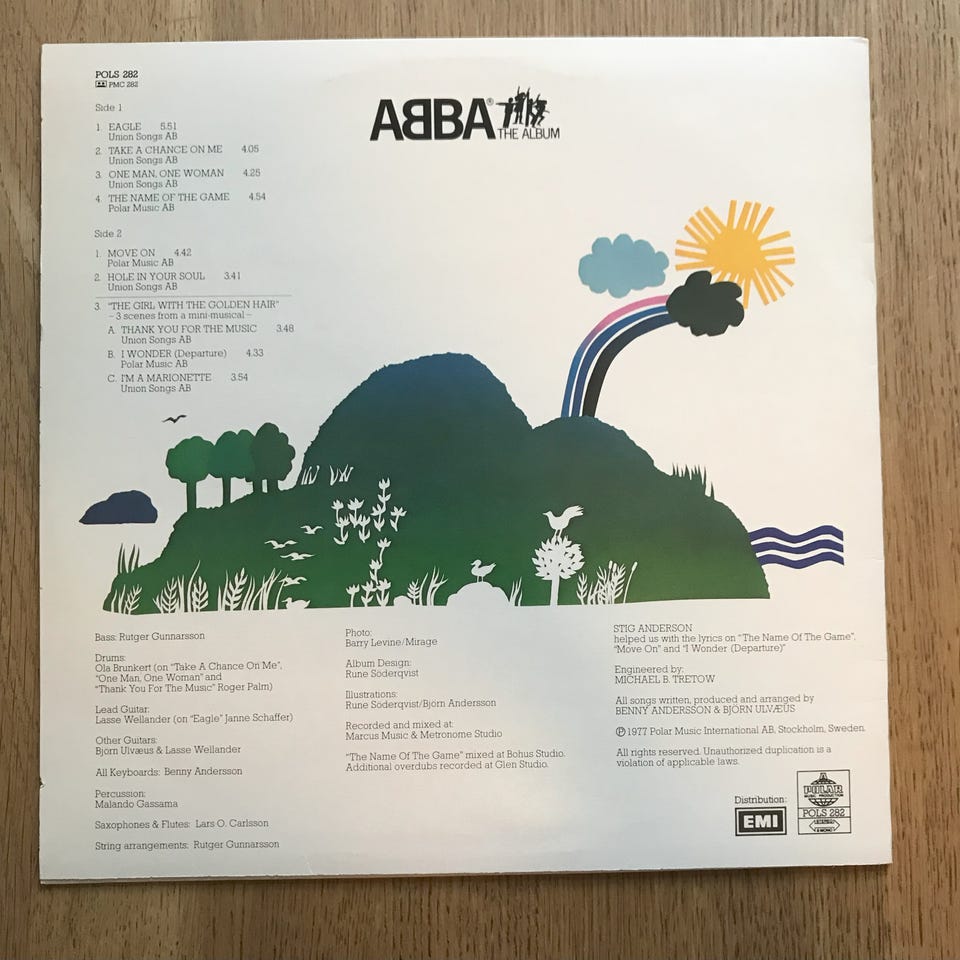 POLS 282
PMC 282
Side 1
1. EAGLE 5.51
Union Songs AB
2. TAKE A CHANCE ON ME 4.05
Union Songs AB
3. ONE MAN, ONE WOMAN 4.25
Union Songs AB
4. THE NAME OF THE GAME 4.54
Polar Music AB
Side 2
1. MOVE ON 4.42
Polar Music AB
2. HOLE IN YOUR SOUL 3.41
Union Songs AB
3. "THE GIRL WITH THE GOLDEN HAIR"
– 3 scenes from a mini-musical –
A. THANK YOU FOR THE MUSIC 3.48
Union Songs AB
B. I WONDER (Departure) 4.33
Polar Music AB
C. I'M A MARIONETTE 3.54
Union Songs AB
ABBA®
THE ALBUM
Bass: Rutger Gunnarsson
Drums:
Ola Brunkert (on "Take A Chance On Me",
"One Man, One Woman" and
"Thank You For The Music" Roger Palm)
Lead Guitar:
Lasse Wellander (on "Eagle" Janne Schaffer)
Other Guitars:
Björn Ulvæus & Lasse Wellander
All Keyboards: Benny Andersson
Percussion:
Malando Gassama
Saxophones & Flutes: Lars O. Carlsson
String arrangements: Rutger Gunnarsson
Photo:
Barry Levine/Mirage
Album Design:
Rune Söderqvist
Illustrations:
Rune Söderqvist/Björn Andersson
Recorded and mixed at:
Marcus Music & Metronome Studio
"The Name Of The Game" mixed at Bohus Studio.
Additional overdubs recorded at Glen Studio.
STIG ANDERSON
helped us with the lyrics on "The Name Of The Game",
"Move On" and "I Wonder (Departure)"
Engineered by:
MICHAEL B. TRETOW
All songs written, produced and arranged by
BENNY ANDERSSON & BJÖRN ULVÆUS
℗ 1977 Polar Music International AB, Stockholm, Sweden.
All rights reserved. Unauthorized duplication is a
violation of applicable laws.
Distribution:
EMI
A
POLAR
MUSIC PRODUCTION
POLS 282